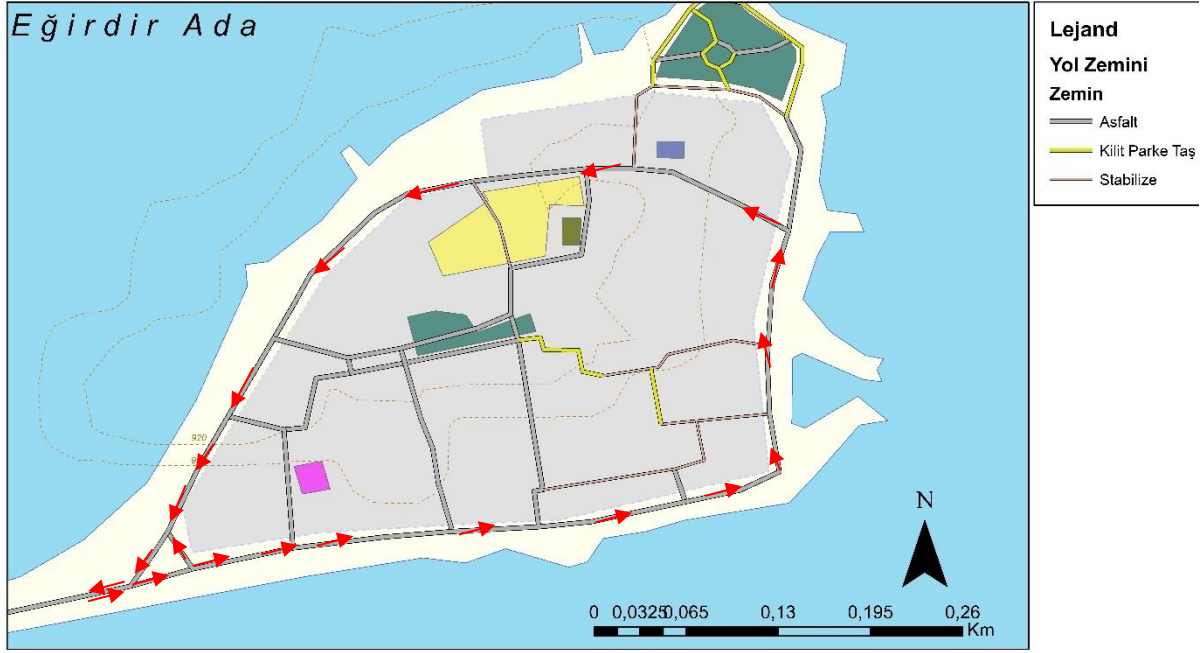 Eğirdir Ada
920
N
0 0,0325 0,065 0,13 0,195 0,26
Km
Lejand
Yol Zemini
Zemin
Asfalt
Kilit Parke Taş
Stabilize